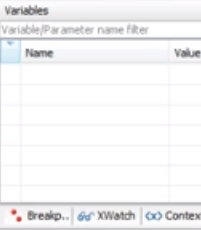 Variables
Variable/Parameter name filter
Name Value
Breakp.. XWatch Contex